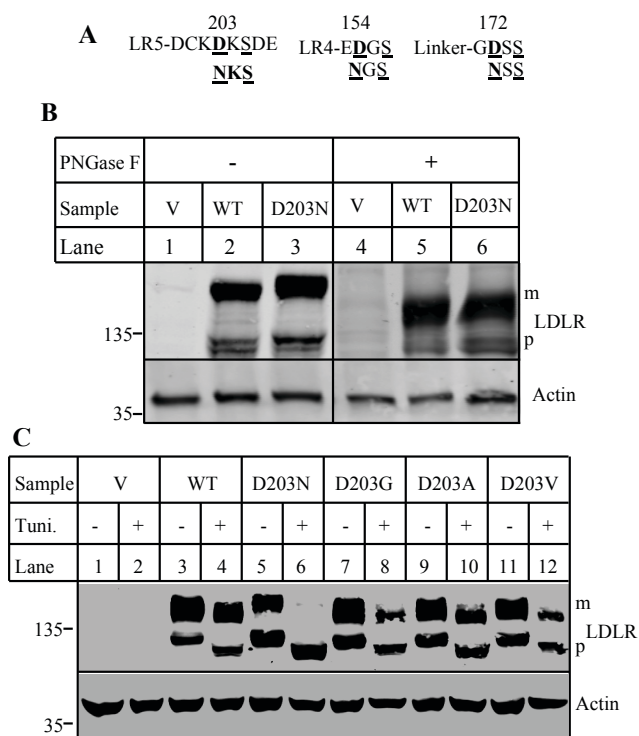 A
203 154 172
LR5-DCKDKSDE LR4-EDGS Linker-GDSS
NKS NGS NSS
B
PNGase F - +
Sample V WT D203N V WT D203N
Lane 1 2 3 4 5 6
m
LDLR
135-
p
Actin
35-
C
Sample V WT D203N D203G D203A D203V
Tuni. - + - + - + - + - + - +
Lane 1 2 3 4 5 6 7 8 9 10 11 12
m
135-
LDLR
p
Actin
35-